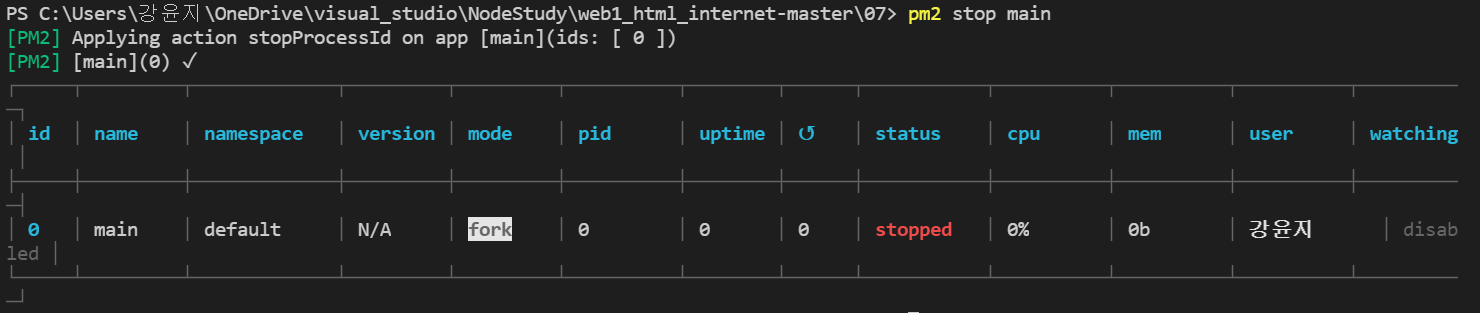 PS C:\Users\강윤지\OneDrive\visual_studio\NodeStudy\web1_html_internet-master\07> pm2 stop main
[PM2] Applying action stopProcessId on app [main](ids: [ 0 ])
[PM2] [main](0) ✓
│ id │ name │ namespace │ version │ mode │ pid │ uptime │ ↺ │ status │ cpu │ mem │ user │ watching
│
│ 0 │ main │ default │ N/A │ fork │ 0 │ 0 │ 0 │ stopped │ 0% │ 0b │ 강윤지 │ disab
led │